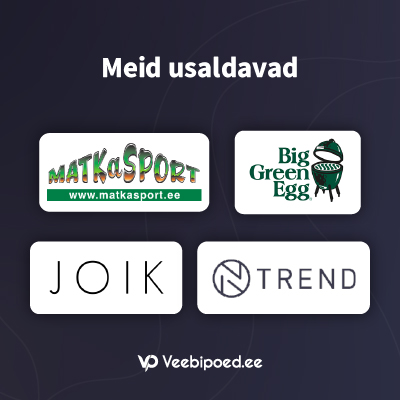 Meid usaldavad
MATKaSPORT
www.matkasport.ee
Big
Green
Egg
JOIK
N TREND
Veebipoed.ee